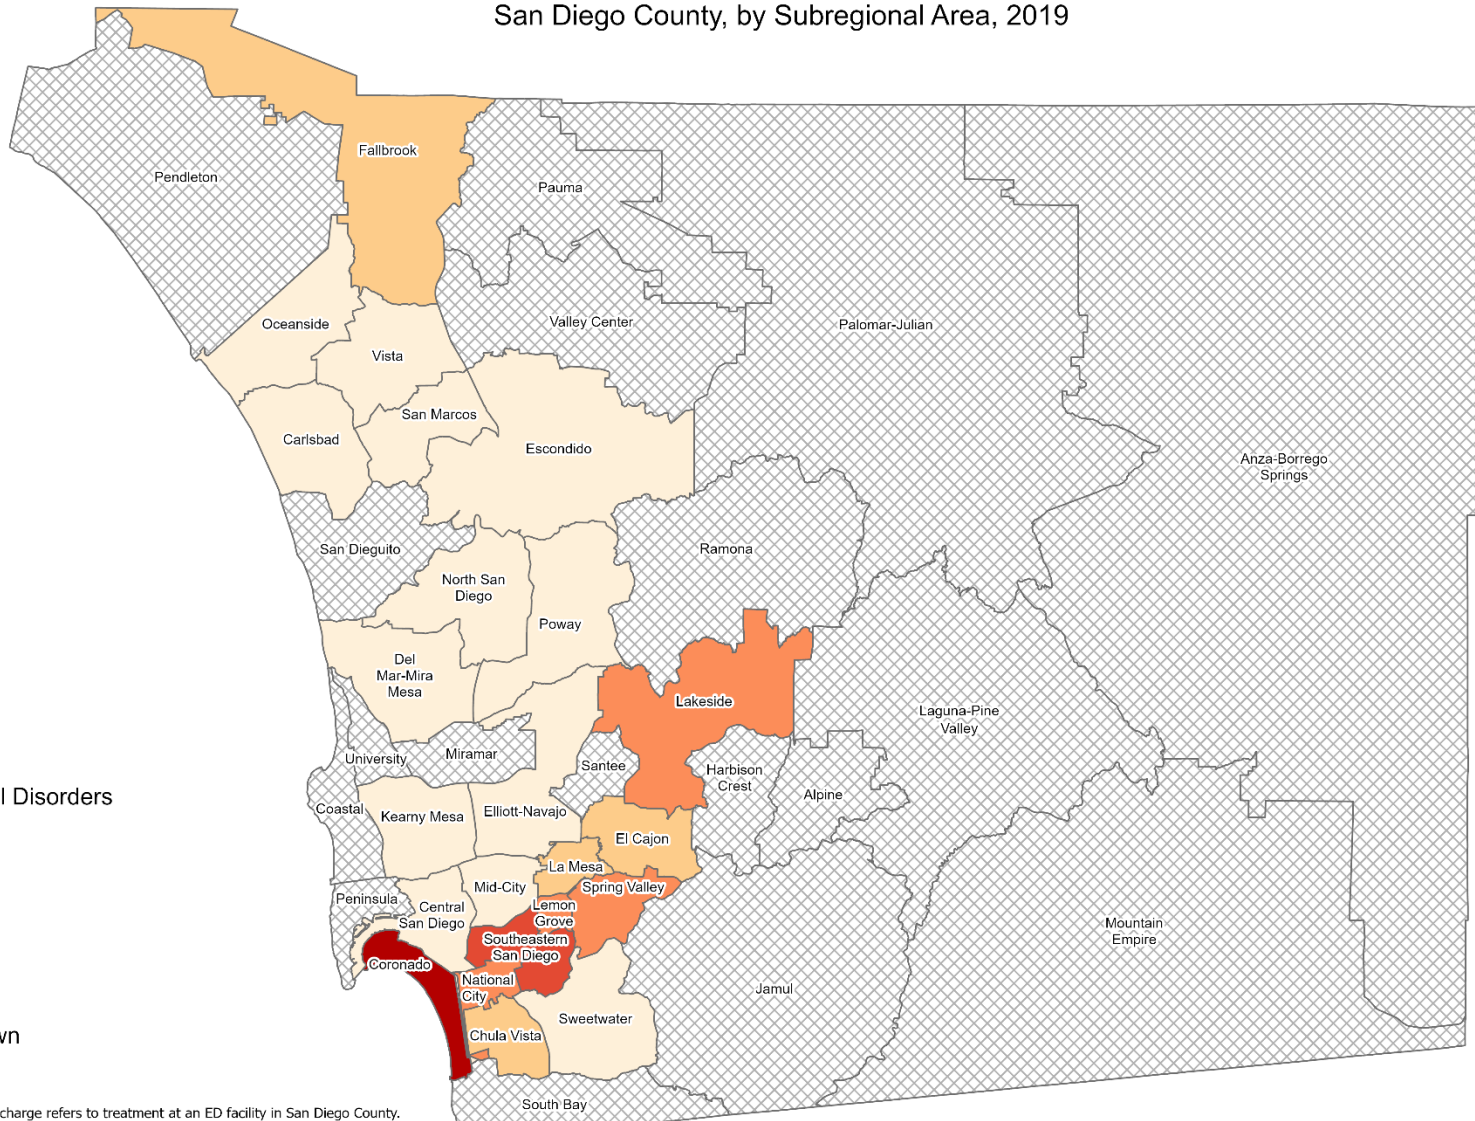 San Diego County, by Subregional Area, 2019
Fallbrook
Pendleton
Pauma
Oceanside
Valley Center
Palomar-Julian
Vista
San Marcos
Carlsbad
Escondido
Anza-Borrego
Springs
San Dieguito
Ramona
North San
Diego
Poway
Del
Mar-Mira
Mesa
Lakeside
Laguna-Pine
Valley
University
Miramar
Santee
Harbison
Crest
Alpine
l Disorders
Coastal
Kearny Mesa
Elliott-Navajo
El Cajon
La Mesa
Mid-City
Spring Valley
Peninsula
Central
San Diego
Lemon
Grove
Southeastern
San Diego
Mountain
Empire
Coronado
National
City
Jamul
Sweetwater
Chula Vista
wn
South Bay
charge refers to treatment at an ED facility in San Diego County.